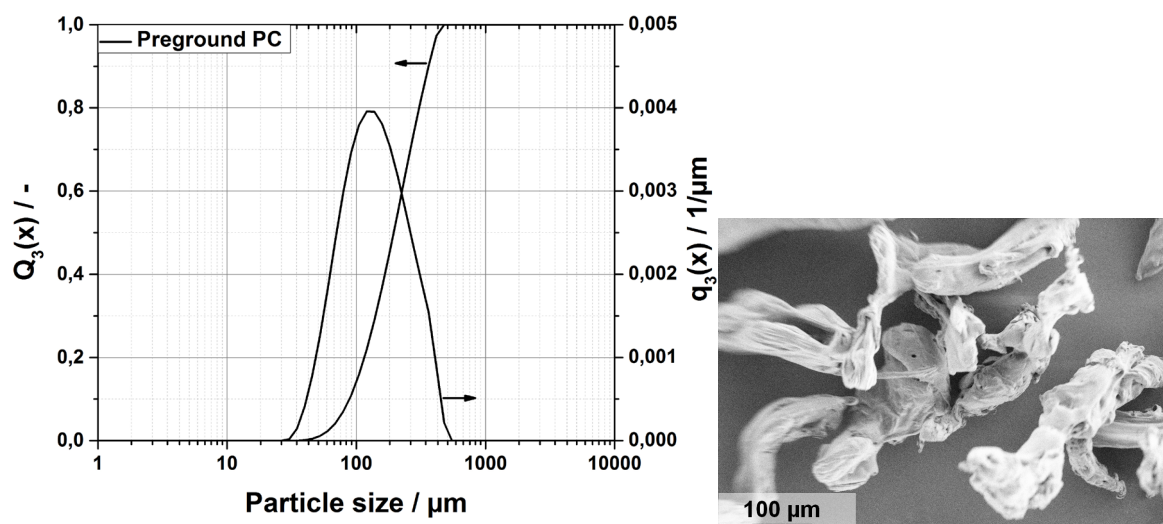 Preground PC
1,0
0,8
0,6
0,4
0,2
0,0
Q3(x) / -
0,005
0,004
0,003
0,002
0,001
0,000
q3(x) / 1/µm
1 10 100 1000 10000
Particle size / µm
100 µm